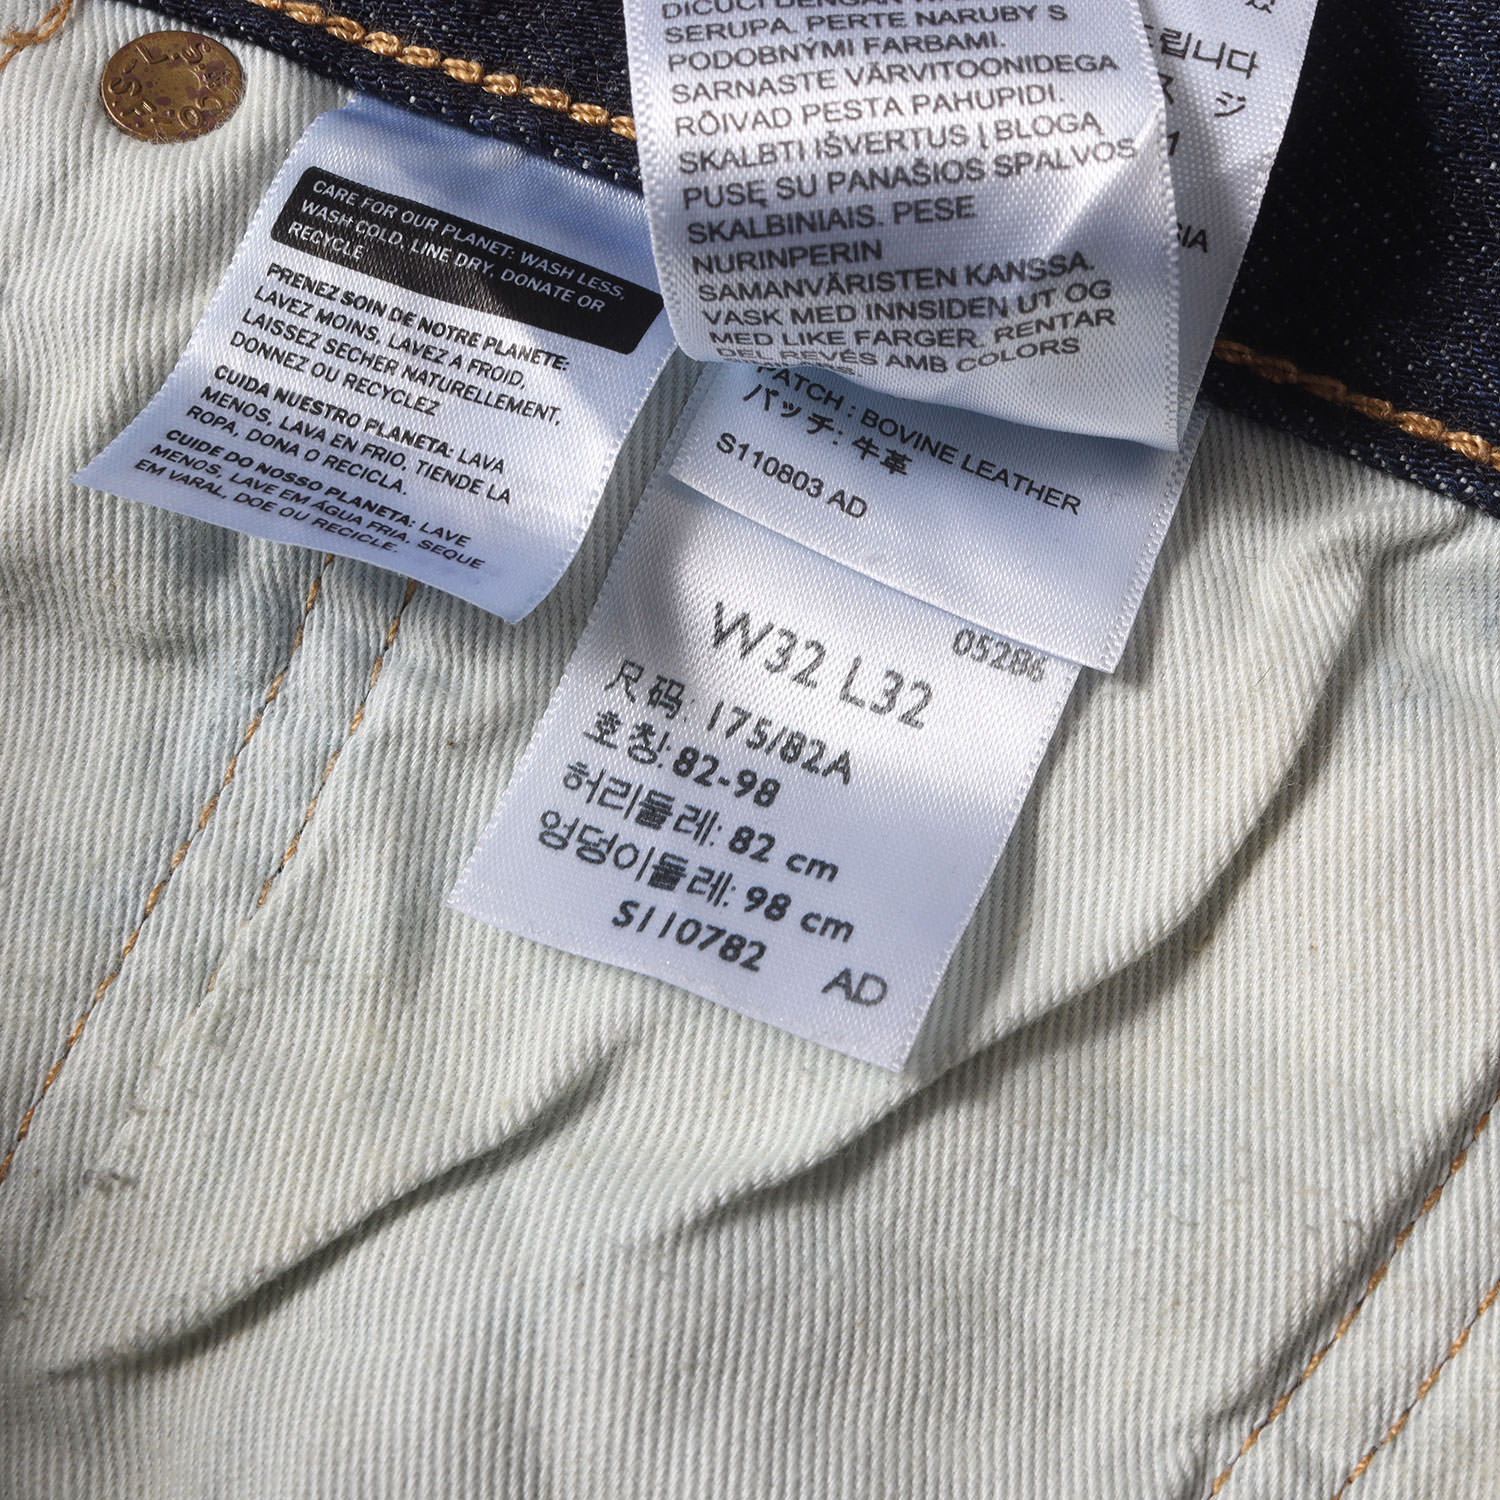 L.S.&CO.
CARE FOR OUR PLANET: WASH LESS,
WASH COLD, LINE DRY, DONATE OR
RECYCLE
PRENEZ SOIN DE NOTRE PLANETE:
LAVEZ MOINS, LAVEZ A FROID,
LAISSEZ SECHER NATURELLEMENT,
DONNEZ OU RECYCLEZ
CUIDA NUESTRO PLANETA: LAVA
MENOS, LAVA EN FRIO, TIENDE LA
ROPA, DONA O RECICLA.
CUIDE DO NOSSO PLANETA: LAVE
MENOS, LAVE EM ÁGUA FRIA, SEQUE
EM VARAL, DOE OU RECICLE.
SERUPA. PERTE NARUBY S
PODOBNÝMI FARBAMI.
SARNASTE VÄRVITOONIDEGA
RÕIVAD PESTA PAHUPIDI.
SKALBTI IŠVERTUS Į BLOGĄ
PUSĘ SU PANAŠIOS SPALVOS
SKALBINIAIS. PESE
NURINPERIN
SAMANVÄRISTEN KANSSA.
VASK MED INNSIDEN UT OG
MED LIKE FARGER. RENTAR
DEL REVÉS AMB COLORS
립니다
ジ
PATCH : BOVINE LEATHER
パッチ: 牛革
S110803 AD
05286
W32 L32
尺码: 175/82A
호칭: 82-98
허리둘레: 82 cm
엉덩이둘레: 98 cm
S110782 AD